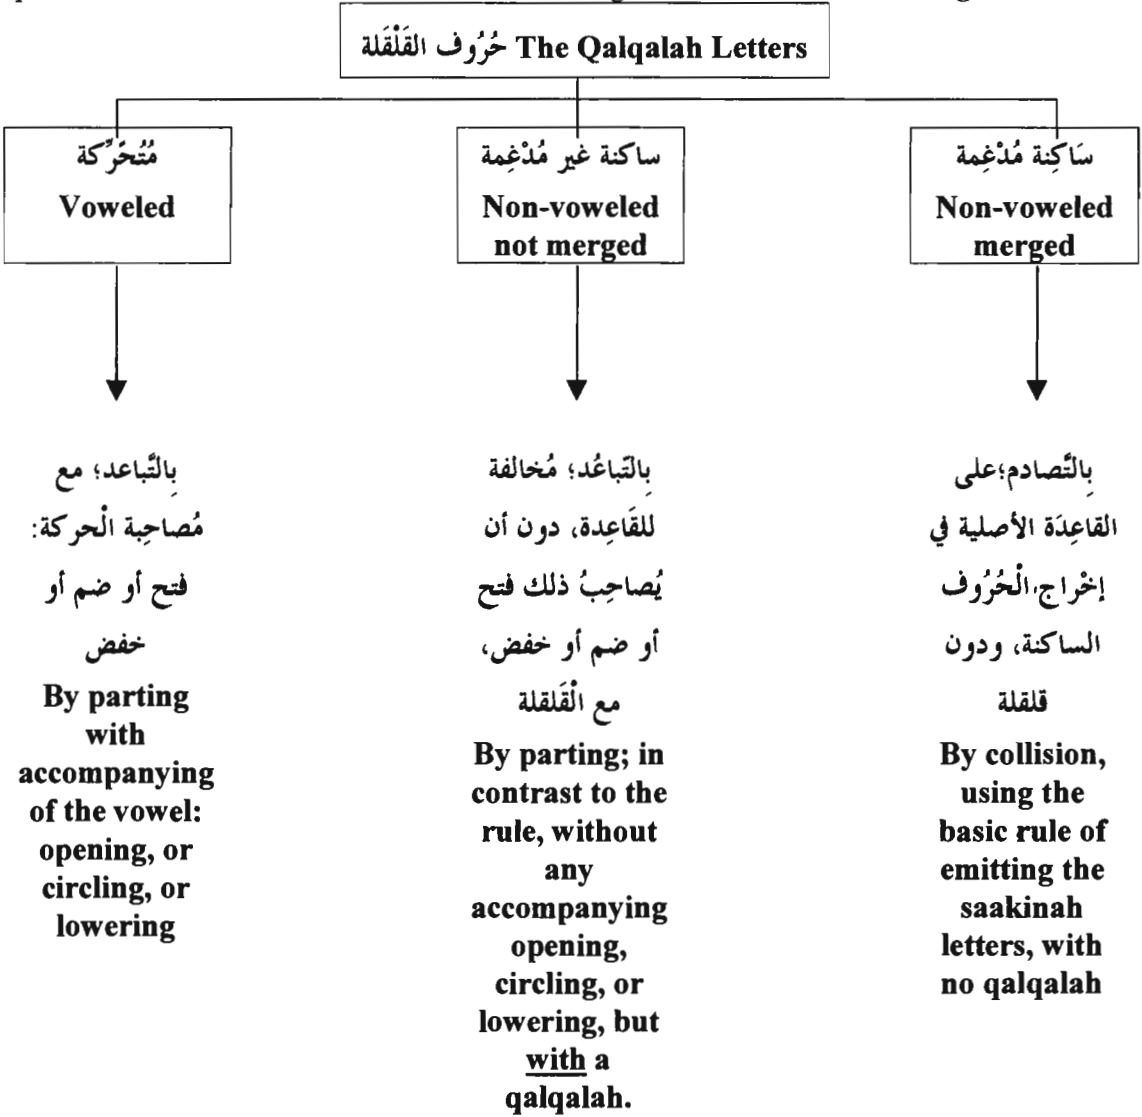 حُرُوف القَلْقَلة The Qalqalah Letters
مُتُحَرِّكة
Voweled
ساكنة غير مُدْغِمة
Non-voweled
not merged
سَاكِنة مُدْغِمة
Non-voweled
merged
بِالتَّباعد؛ مع
مُصاحِبة الْحركة:
فتح أو ضم أو
خفض
By parting
with
accompanying
of the vowel:
opening, or
circling, or
lowering
بِالتّباعُد؛ مُخالفة
للقَاعِدة، دون أن
يُصاحِبُ ذلك فتح
أو ضم أو خفض،
مع الْقَلقلة
By parting; in
contrast to the
rule, without
any
accompanying
opening,
circling, or
lowering, but
with a
qalqalah.
بِالتَّصادم؛على
القاعِدَة الأصلية في
إخْراج الْحُرُوف
الساكنة، ودون
قلقلة
By collision,
using the
basic rule of
emitting the
saakinah
letters, with
no qalqalah